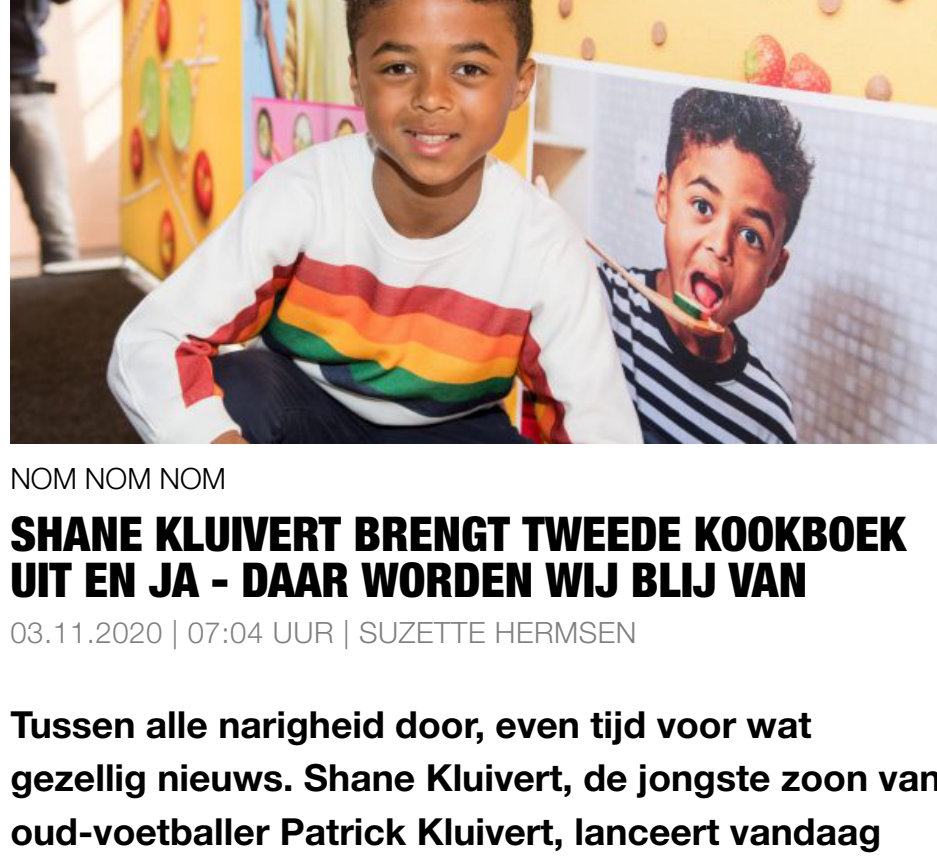 NOM NOM NOM
SHANE KLUIVERT BRENGT TWEEDE KOOKBOEK
UIT EN JA - DAAR WORDEN WIJ BLIJ VAN
03.11.2020 | 07:04 UUR | SUZETTE HERMSEN
Tussen alle narigheid door, even tijd voor wat
gezellig nieuws. Shane Kluivert, de jongste zoon van
oud-voetballer Patrick Kluivert, lanceert vandaag